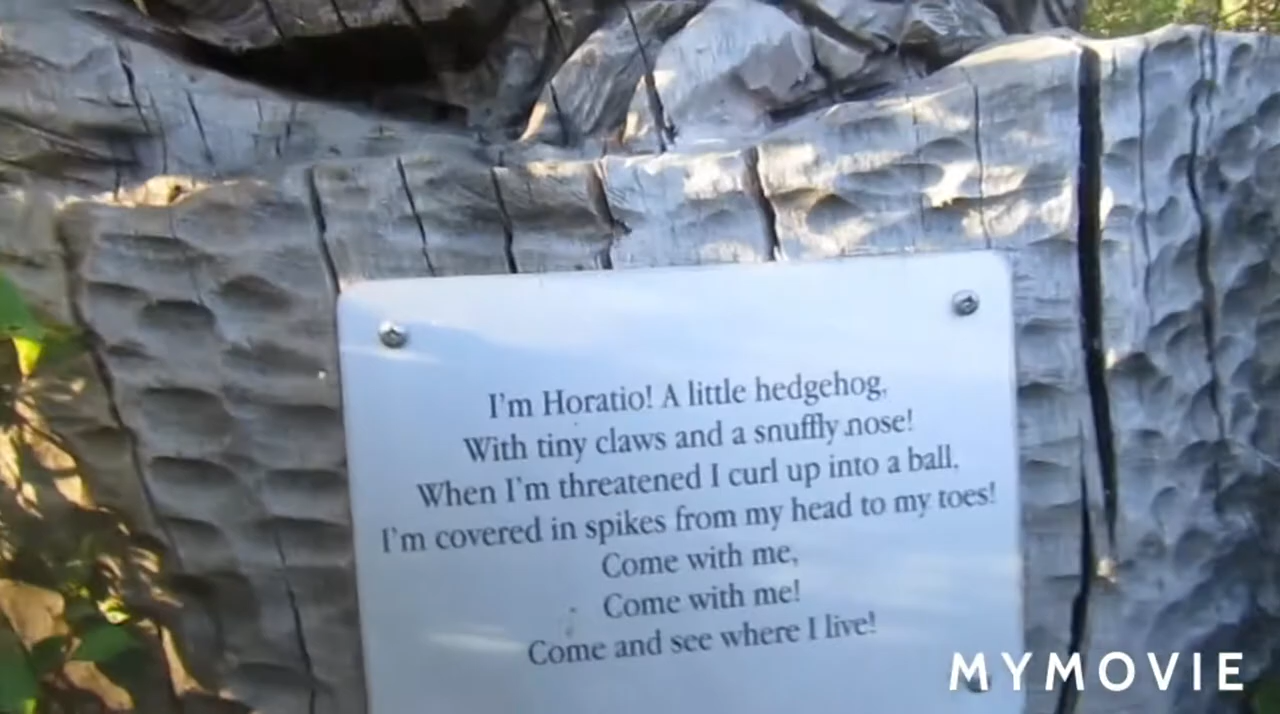 I'm Horatio! A little hedgehog,
With tiny claws and a snuffly nose!
When I'm threatened I curl up into a ball,
I'm covered in spikes from my head to my toes!
Come with me,
Come with me!
Come and see where I live!
MYMOVIE